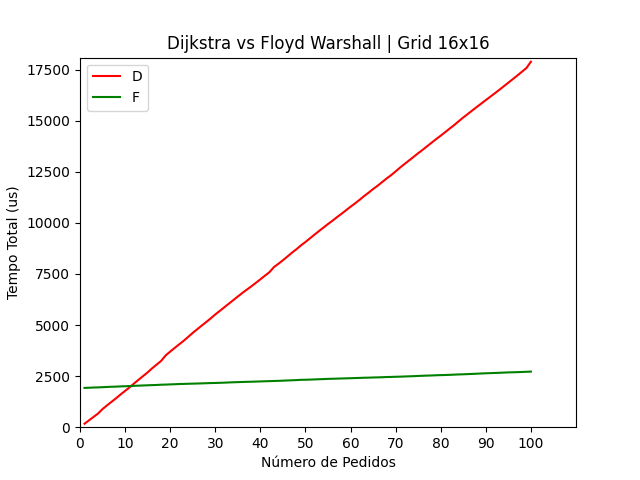 Dijkstra vs Floyd Warshall | Grid 16x16
D
F
17500
15000
12500
10000
7500
5000
2500
0
Tempo Total (us)
0 10 20 30 40 50 60 70 80 90 100
Número de Pedidos